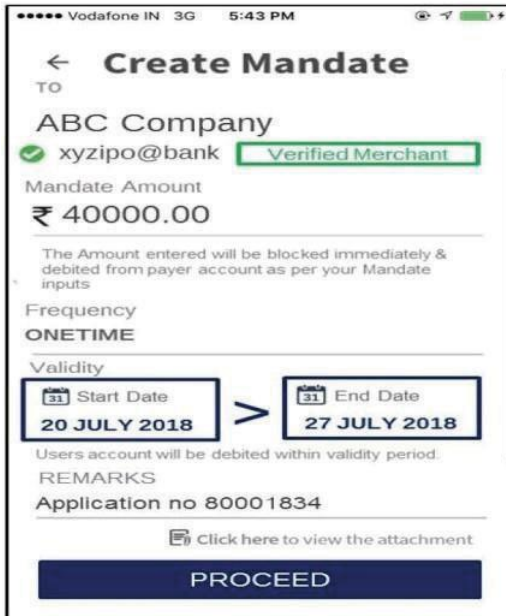 Vodafone IN 3G 5:43 PM
← Create Mandate
TO
ABC Company
xyzipo@bank Verified Merchant
Mandate Amount
₹ 40000.00
The Amount entered will be blocked immediately &
debited from payer account as per your Mandate
inputs
Frequency
ONETIME
Validity
31 Start Date > 31 End Date
20 JULY 2018 27 JULY 2018
Users account will be debited within validity period.
REMARKS
Application no 80001834
Click here to view the attachment
PROCEED